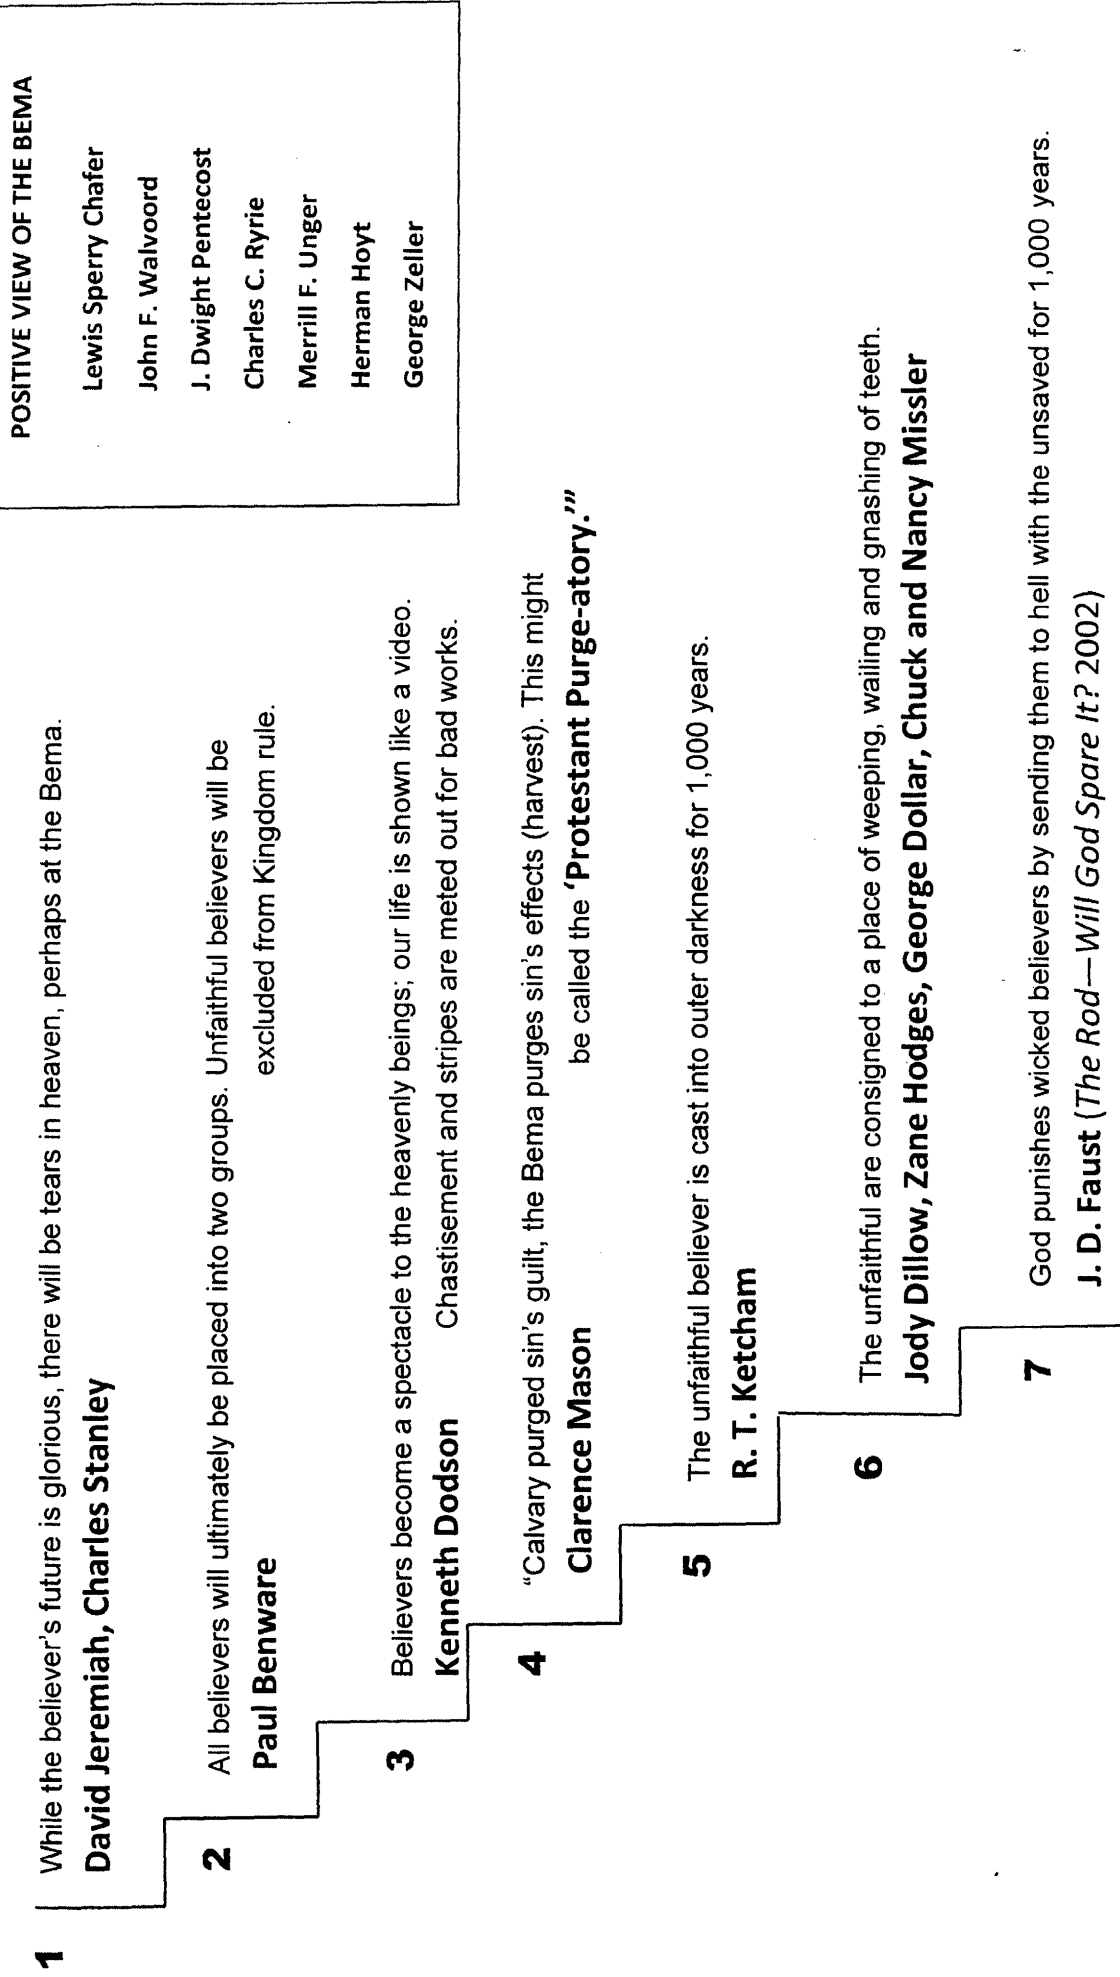 1
While the believer's future is glorious, there will be tears in heaven, perhaps at the Bema.
David Jeremiah, Charles Stanley
2
All believers will ultimately be placed into two groups. Unfaithful believers will be
Paul Benware excluded from Kingdom rule.
3
Believers become a spectacle to the heavenly beings; our life is shown like a video.
Kenneth Dodson Chastisement and stripes are meted out for bad works.
4
"Calvary purged sin's guilt, the Bema purges sin's effects (harvest). This might
Clarence Mason be called the 'Protestant Purge-atory.'"
5
The unfaithful believer is cast into outer darkness for 1,000 years.
R. T. Ketcham
6
The unfaithful are consigned to a place of weeping, wailing and gnashing of teeth.
Jody Dillow, Zane Hodges, George Dollar, Chuck and Nancy Missler
7
God punishes wicked believers by sending them to hell with the unsaved for 1,000 years.
J. D. Faust (The Rod—Will God Spare It? 2002)
POSITIVE VIEW OF THE BEMA
Lewis Sperry Chafer
John F. Walvoord
J. Dwight Pentecost
Charles C. Ryrie
Merrill F. Unger
Herman Hoyt
George Zeller